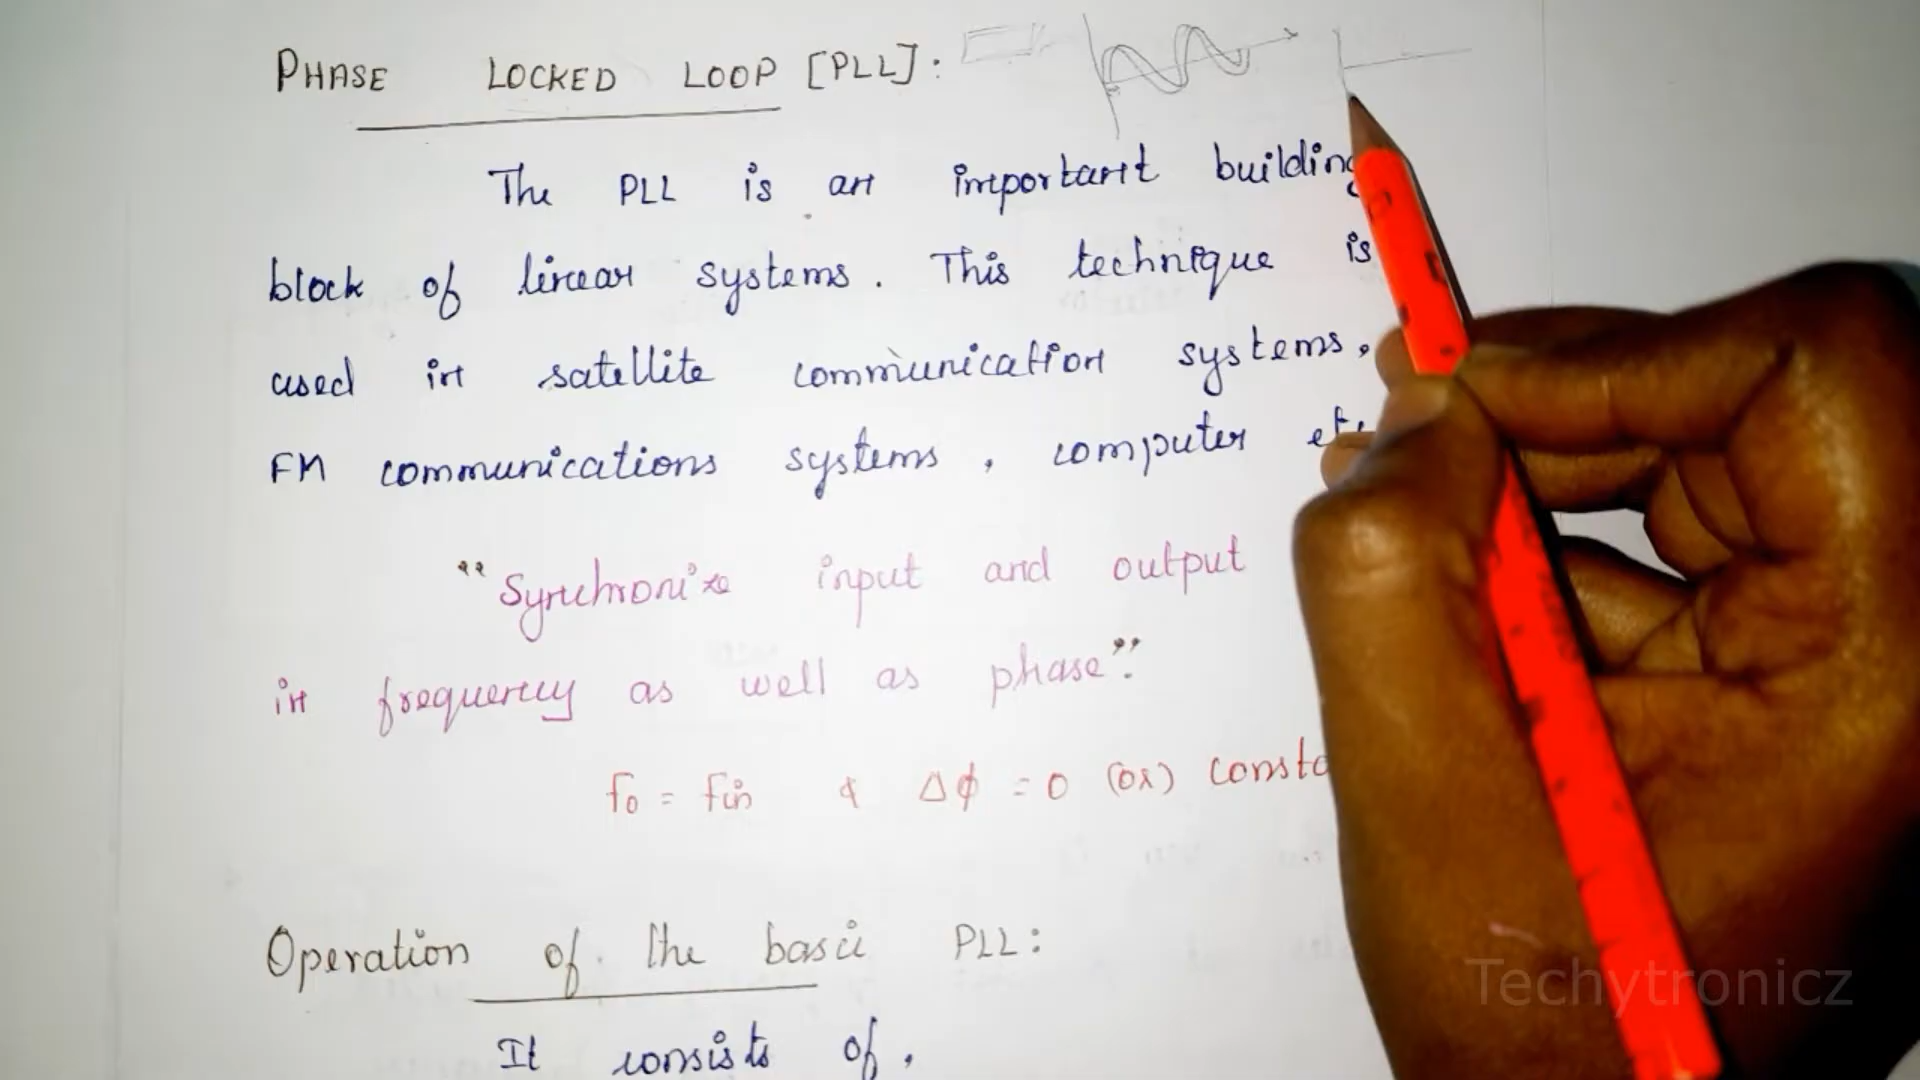 PHASE LOCKED LOOP [PLL]:
The PLL is an important building
block of linear systems. This technique is
used in satellite communication systems,
FM communications systems, computer etc
"Synchronize input and output
in frequency as well as phase".
fo = fin & Δϕ = 0 (or) consta
Operation of the basic PLL:
It consists of,
Techytronicz